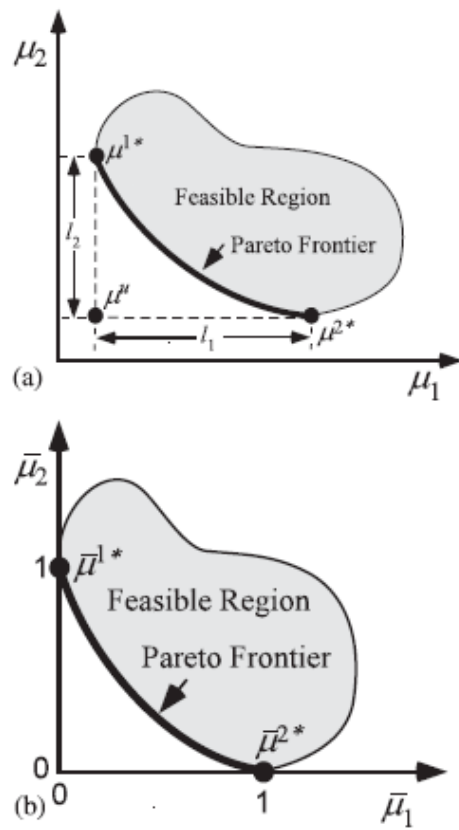 μ₂
μ¹*
Feasible Region
l₂
Pareto Frontier
μᵘ
l₁
μ²*
(a)
μ₁
μ̄₂
1
μ̄¹*
Feasible Region
Pareto Frontier
μ̄²*
0
(b)
0
1
μ̄₁